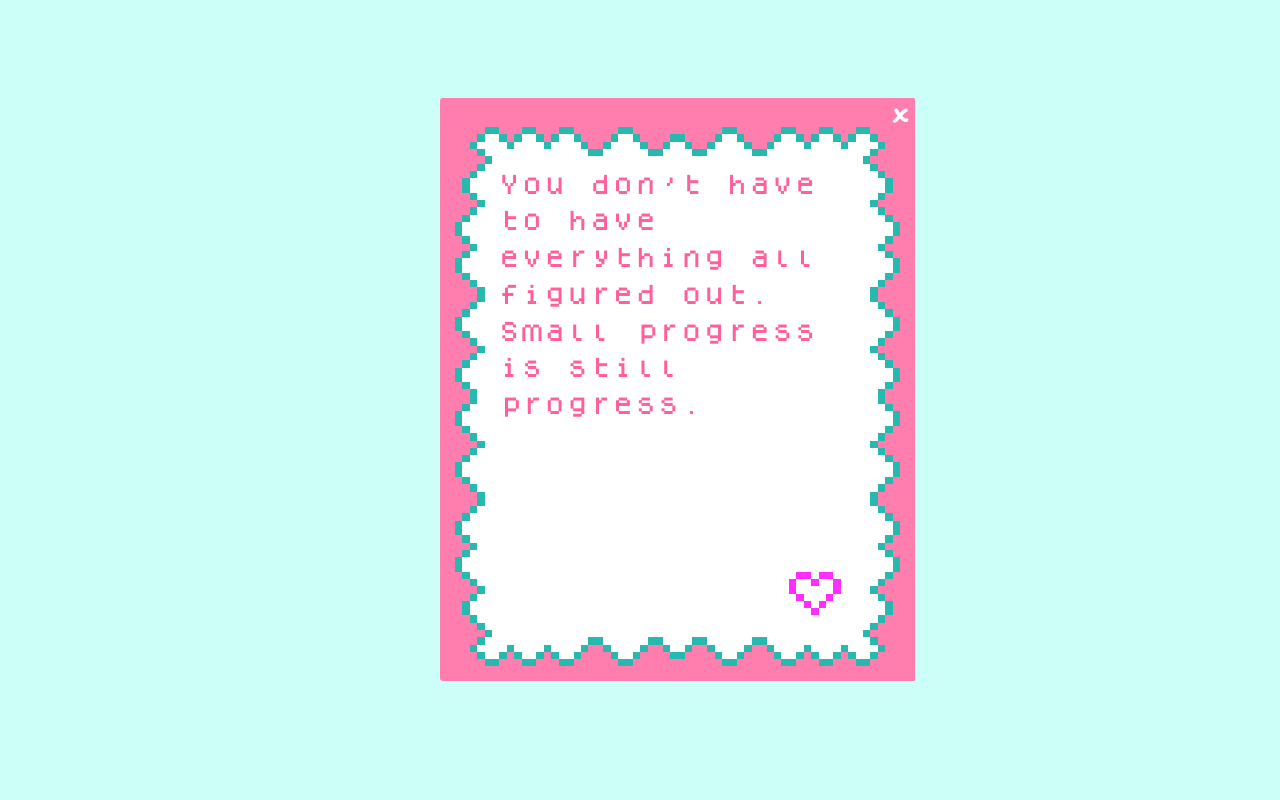 You don't have
to have
everything all
figured out.
Small progress
is still
progress.